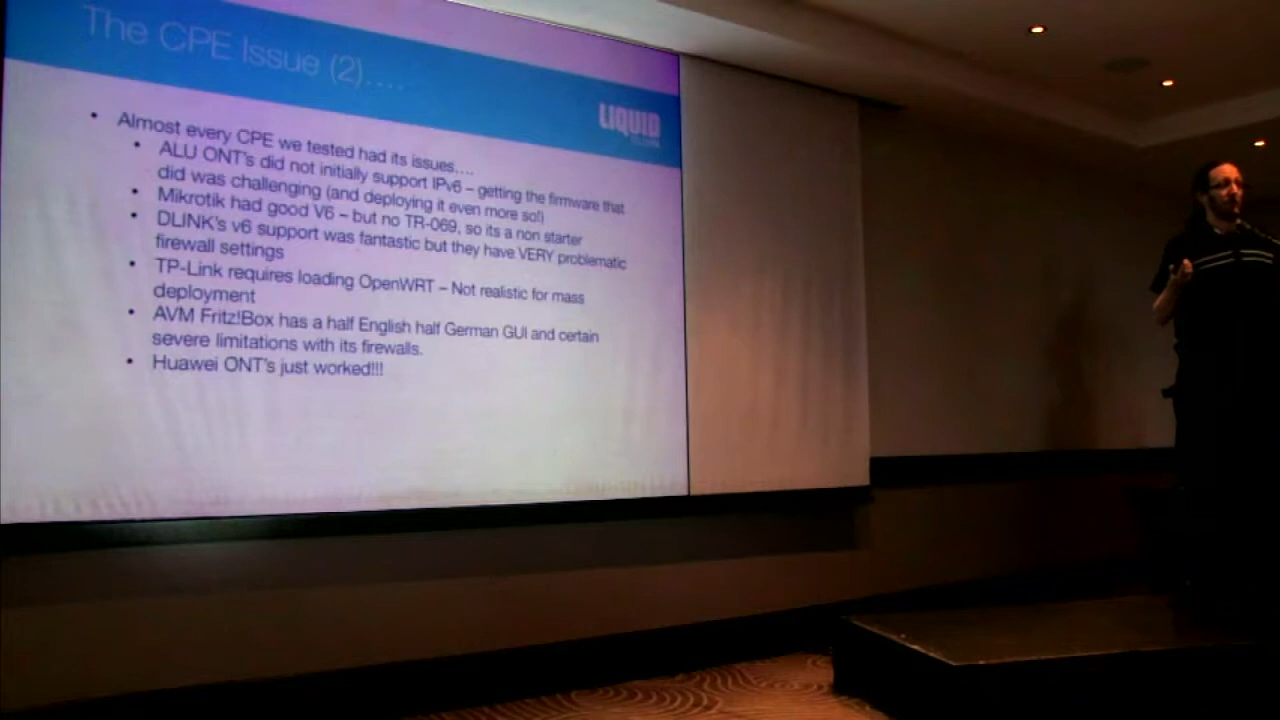 The CPE Issue (2)....
LIQUID
• Almost every CPE we tested had its issues....
• ALU ONT's did not initially support IPv6 – getting the firmware that
did was challenging (and deploying it even more so!)
• Mikrotik had good V6 – but no TR-069, so its a non starter
• DLINK's v6 support was fantastic but they have VERY problematic
firewall settings
• TP-Link requires loading OpenWRT – Not realistic for mass
deployment
• AVM Fritz!Box has a half English half German GUI and certain
severe limitations with its firewalls.
• Huawei ONT's just worked!!!